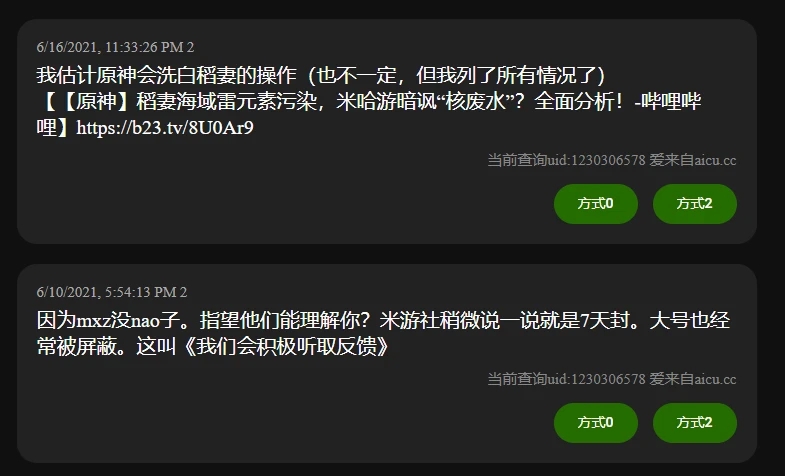 6/16/2021, 11:33:26 PM 2
我估计原神会洗白稻妻的操作（也不一定，但我列了所有情况了）
【【原神】稻妻海域雷元素污染，米哈游暗讽“核废水”？全面分析！-哔哩哔
哩】https://b23.tv/8U0Ar9
当前查询uid:1230306578 爱来自aicu.cc
方式0 方式2
6/10/2021, 5:54:13 PM 2
因为mxz没nao子。指望他们能理解你？米游社稍微说一说就是7天封。大号也经
常被屏蔽。这叫《我们会积极听取反馈》
当前查询uid:1230306578 爱来自aicu.cc
方式0 方式2